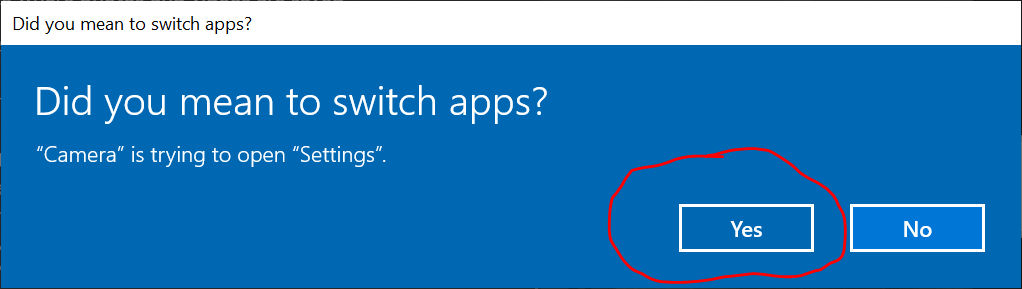 Did you mean to switch apps?
Did you mean to switch apps?
“Camera” is trying to open “Settings”.
Yes
No